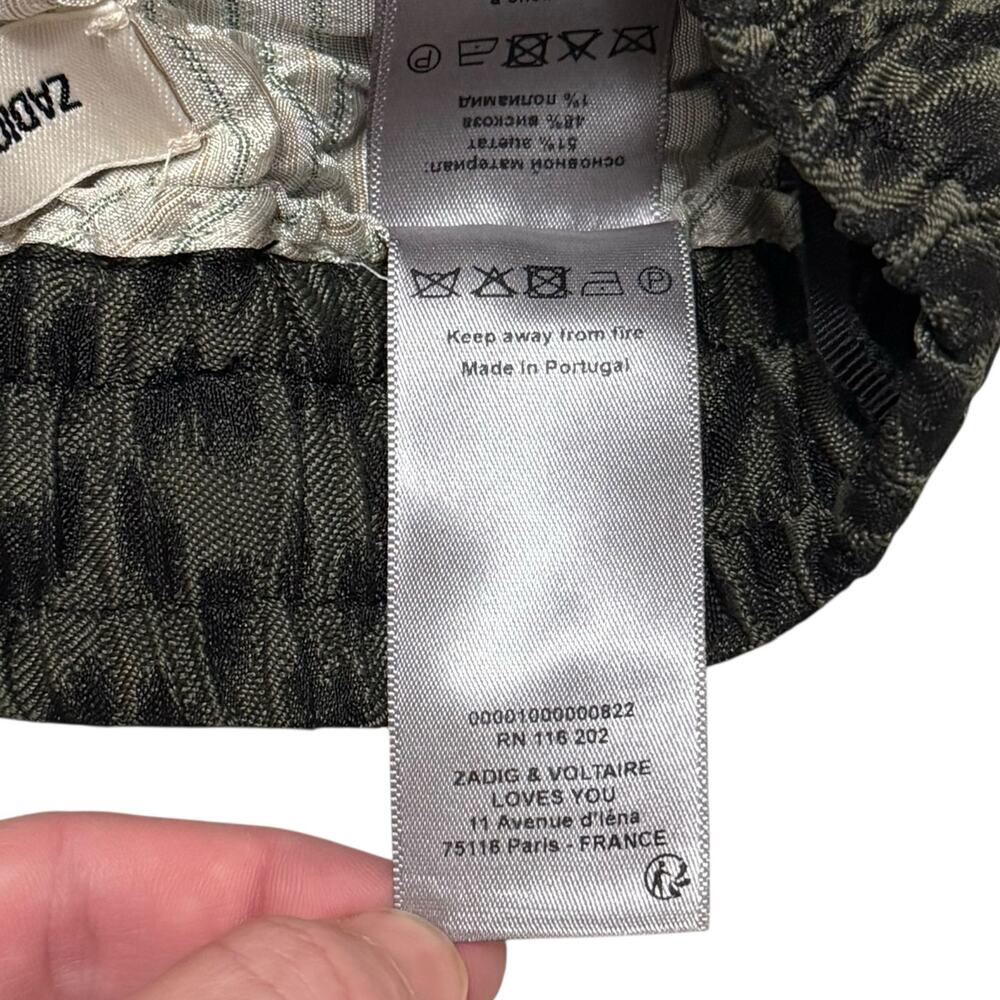 ZADIG
основной материал:
51% ацетат
48% вискоза
1% полиамид
P
P
Keep away from fire
Made in Portugal
00001000000822
RN 116 202
ZADIG & VOLTAIRE
LOVES YOU
11 Avenue d'Iéna
75116 Paris - FRANCE